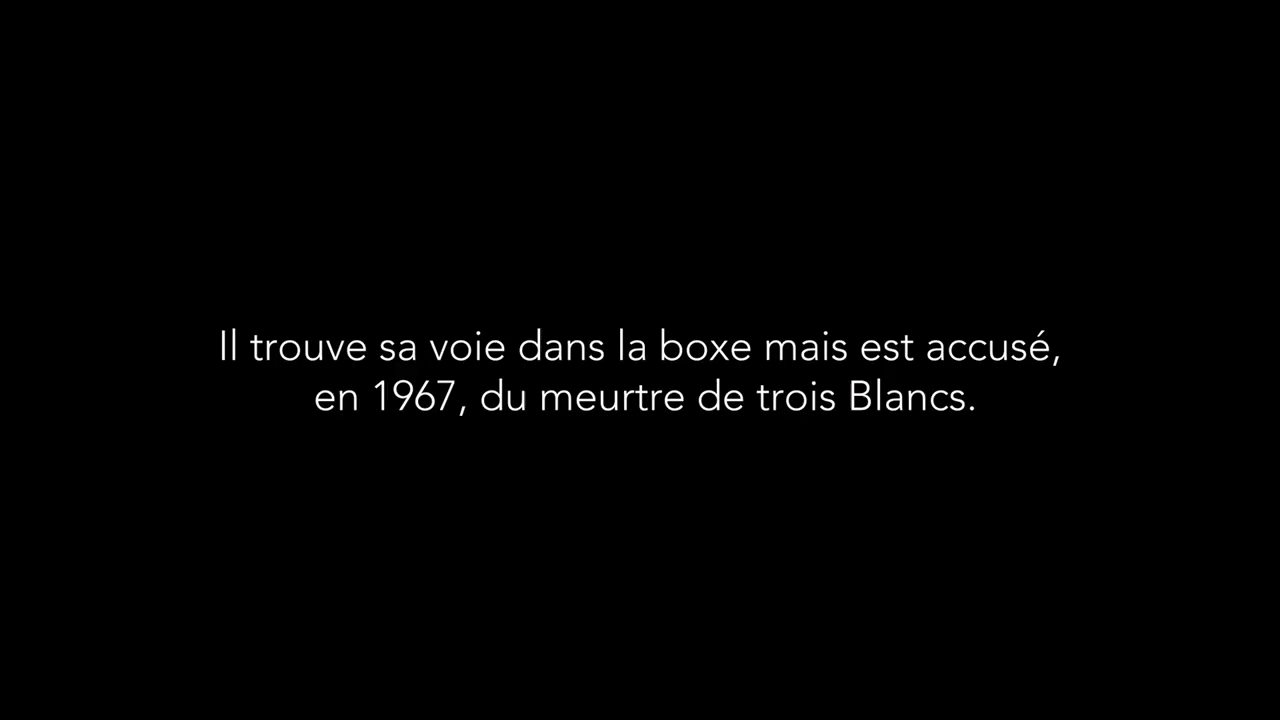 Il trouve sa voie dans la boxe mais est accusé,
en 1967, du meurtre de trois Blancs.